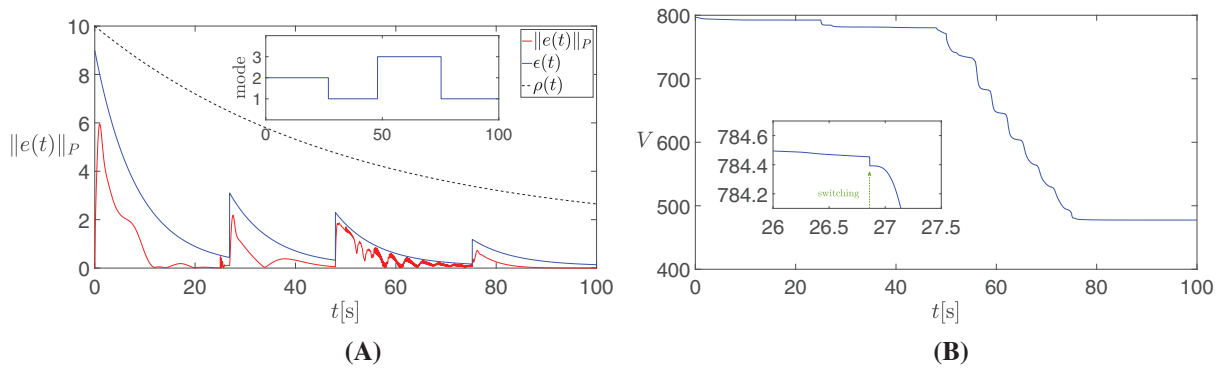 10
8
6
4
2
0
‖e(t)‖_P
0 20 40 60 80 100
t[s]
mode
3
2
1
0 50 100
‖e(t)‖_P
ϵ(t)
ρ(t)
(A)
800
700
600
500
400
V
0 20 40 60 80 100
t[s]
784.6
784.4
784.2
switching
26 26.5 27 27.5
(B)